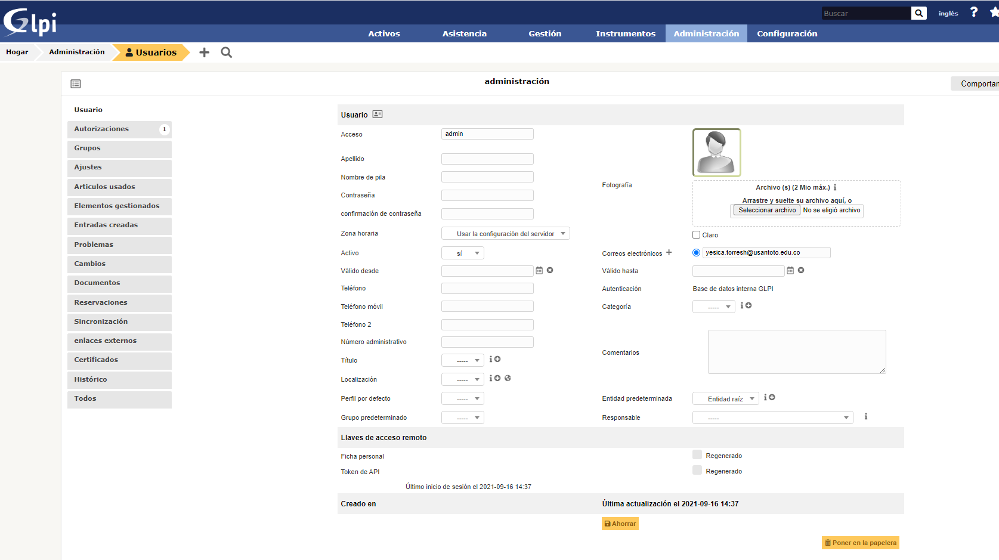 Glpi
Buscar
inglés
?
Activos Asistencia Gestión Instrumentos Administración Configuración
Hogar Administración Usuarios
administración
Comportan
Usuario
Autorizaciones 1
Grupos
Ajustes
Articulos usados
Elementos gestionados
Entradas creadas
Problemas
Cambios
Documentos
Reservaciones
Sincronización
enlaces externos
Certificados
Histórico
Todos
Usuario
Acceso admin
Apellido
Nombre de pila
Contraseña
confirmación de contraseña
Zona horaria Usar la configuración del servidor
Activo sí
Válido desde
Teléfono
Teléfono móvil
Teléfono 2
Número administrativo
Título -----
Localización -----
Perfil por defecto -----
Grupo predeterminado -----
Fotografía
Archivo (s) (2 Mio máx.)
Arrastre y suelte su archivo aquí, o
Seleccionar archivo No se eligió archivo
Claro
Correos electrónicos yesica.torresh@usantoto.edu.co
Válido hasta
Autenticación Base de datos interna GLPI
Categoría -----
Comentarios
Entidad predeterminada Entidad raíz
Responsable -----
Llaves de acceso remoto
Ficha personal Regenerado
Token de API Regenerado
Último inicio de sesión el 2021-09-16 14:37
Creado en Última actualización el 2021-09-16 14:37
Ahorrar
Poner en la papelera